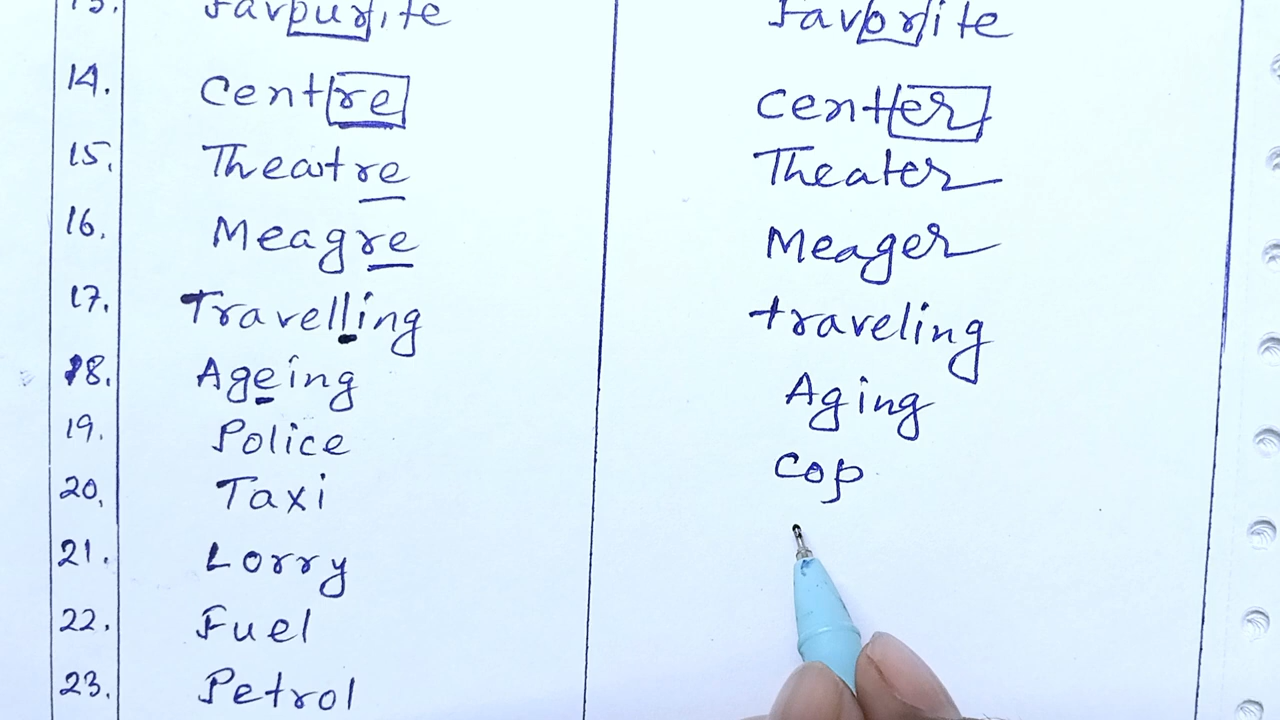 13. Favourite Favorite
14. Centre Center
15. Theatre Theater
16. Meagre Meager
17. Travelling traveling
18. Ageing Aging
19. Police Cop
20. Taxi
21. Lorry
22. Fuel
23. Petrol